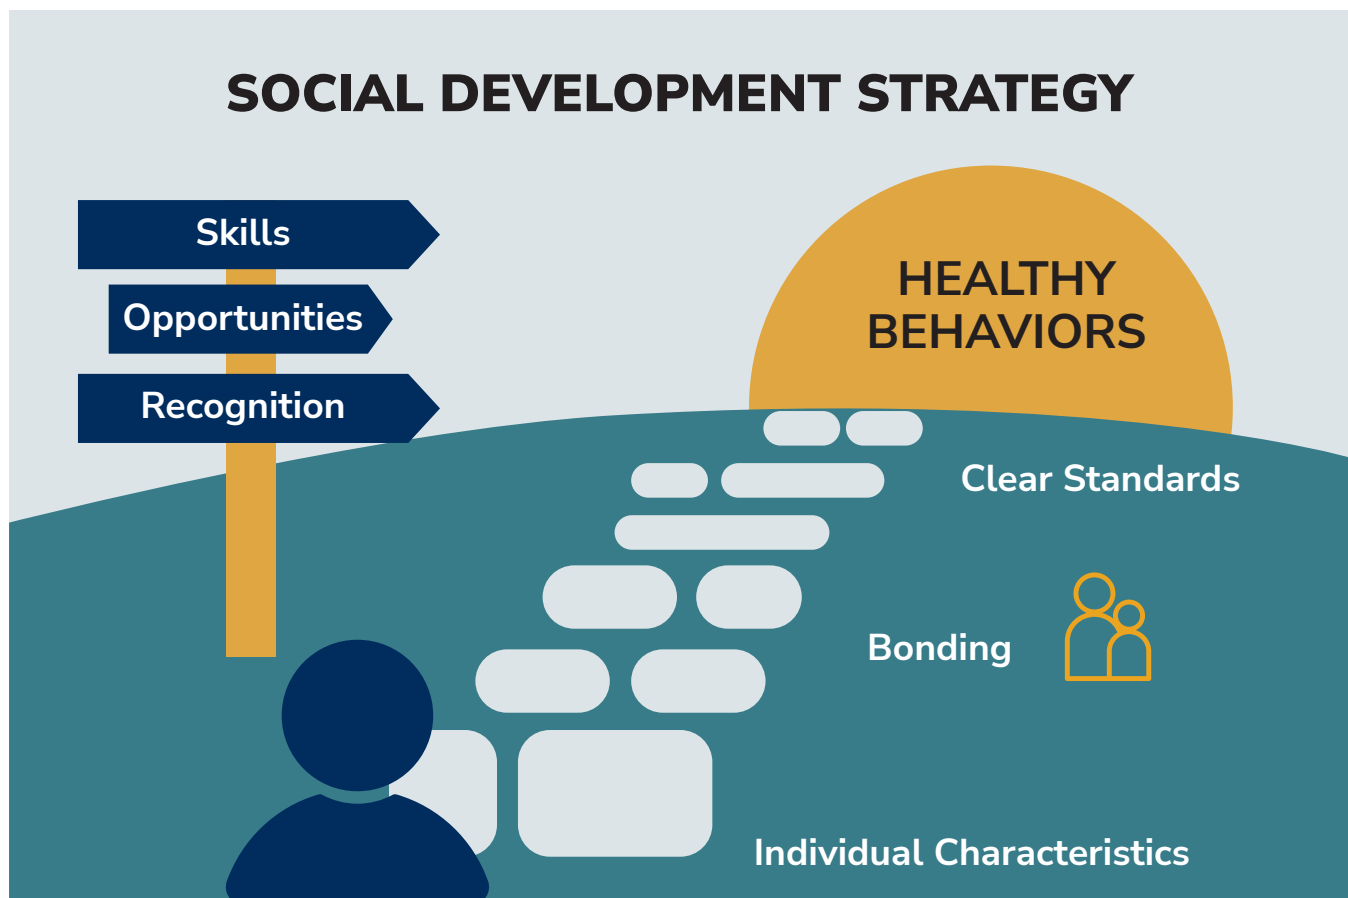 SOCIAL DEVELOPMENT STRATEGY
Skills
Opportunities
Recognition
HEALTHY
BEHAVIORS
Clear Standards
Bonding
Individual Characteristics